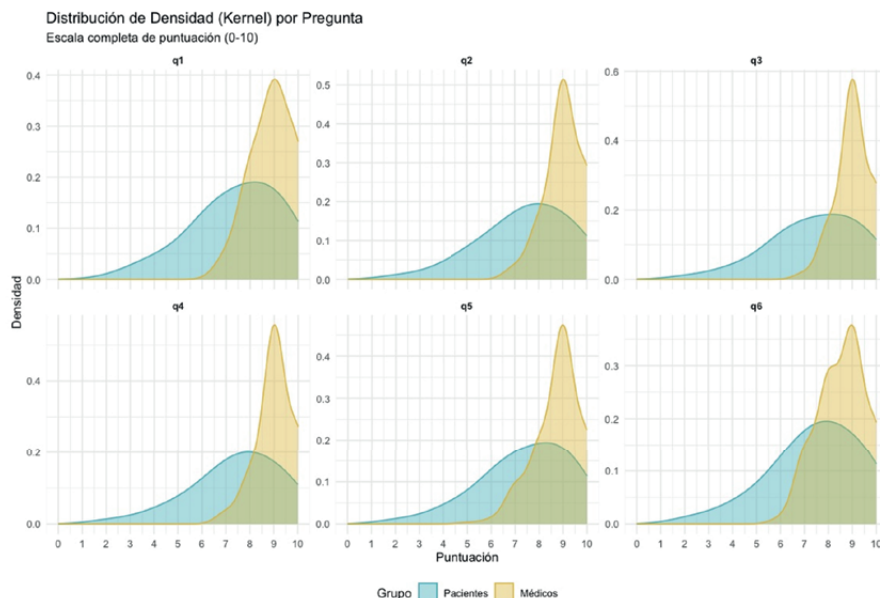 Distribución de Densidad (Kernel) por Pregunta
Escala completa de puntuación (0-10)
q1 q2 q3
0.4
0.3
0.2
0.1
0.0
0.5
0.4
0.3
0.2
0.1
0.0
0.6
0.4
0.2
0.0
Densidad
q4 q5 q6
0.4
0.2
0.0
0.4
0.3
0.2
0.1
0.0
0.3
0.2
0.1
0.0
0 1 2 3 4 5 6 7 8 9 10
0 1 2 3 4 5 6 7 8 9 10
0 1 2 3 4 5 6 7 8 9 10
Puntuación
Grupo Pacientes Médicos